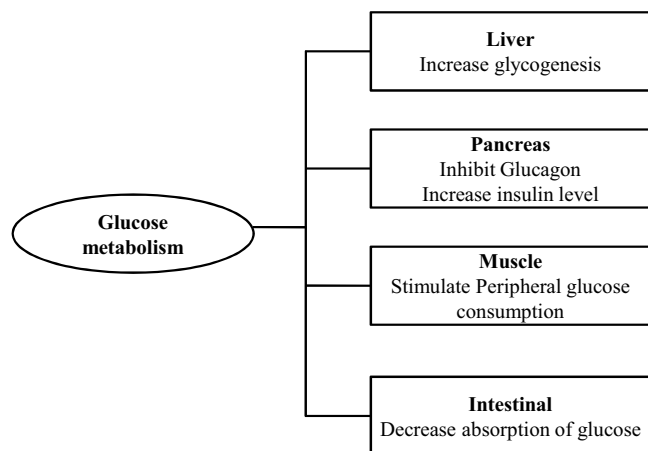 Liver
Increase glycogenesis
Pancreas
Inhibit Glucagon
Increase insulin level
Glucose
metabolism
Muscle
Stimulate Peripheral glucose
consumption
Intestinal
Decrease absorption of glucose